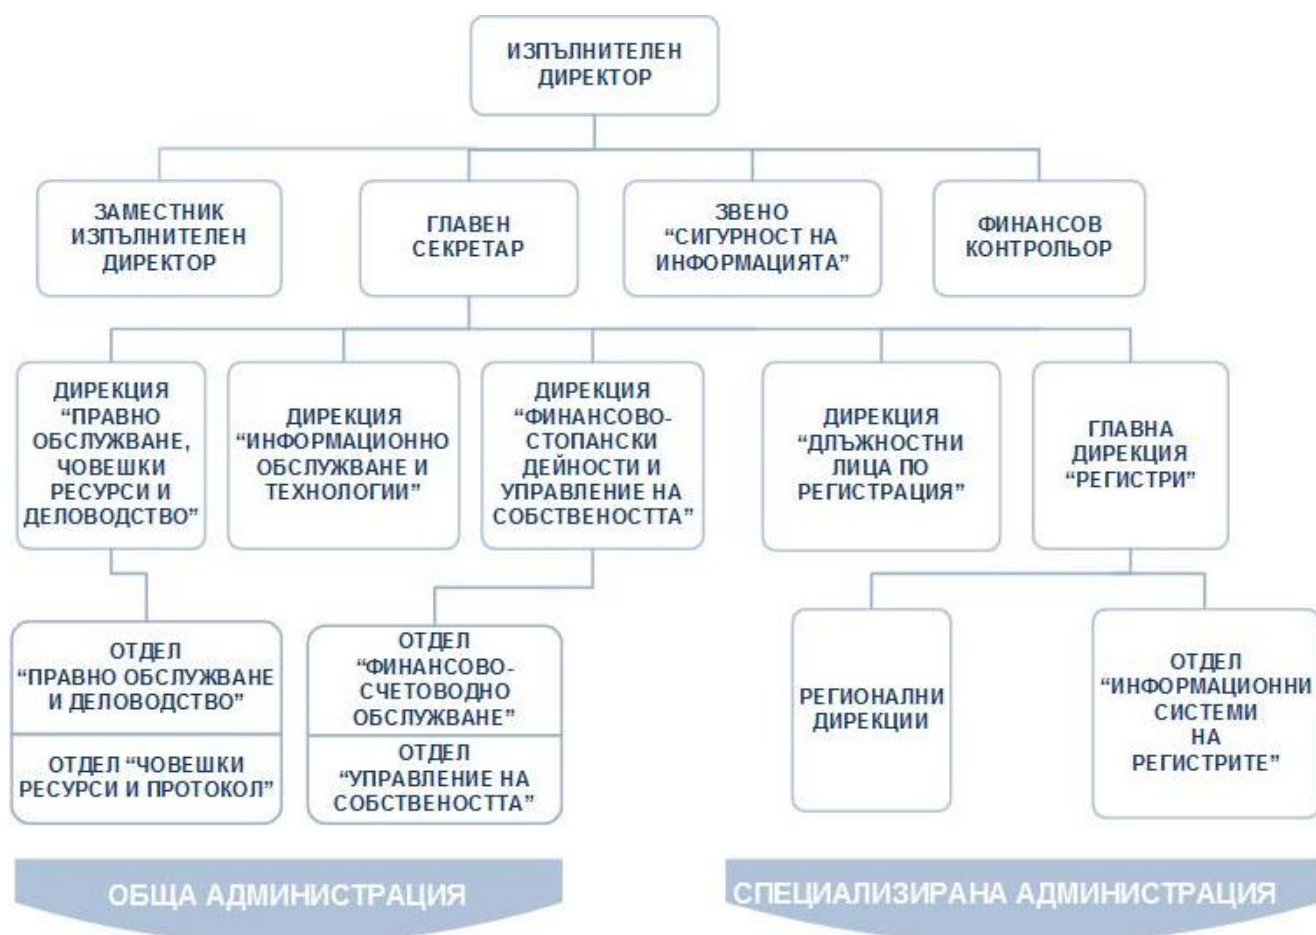 ИЗПЪЛНИТЕЛЕН
ДИРЕКТОР
ЗАМЕСТНИК
ИЗПЪЛНИТЕЛЕН
ДИРЕКТОР
ГЛАВЕН
СЕКРЕТАР
ЗВЕНО
“СИГУРНОСТ НА
ИНФОРМАЦИЯТА”
ФИНАНСОВ
КОНТРОЛЬОР
ДИРЕКЦИЯ
“ПРАВНО
ОБСЛУЖВАНЕ,
ЧОВЕШКИ
РЕСУРСИ И
ДЕЛОВОДСТВО”
ДИРЕКЦИЯ
“ИНФОРМАЦИОННО
ОБСЛУЖВАНЕ И
ТЕХНОЛОГИИ”
ДИРЕКЦИЯ
“ФИНАНСОВО-
СТОПАНСКИ
ДЕЙНОСТИ И
УПРАВЛЕНИЕ НА
СОБСТВЕНОСТТА”
ДИРЕКЦИЯ
“ДЛЪЖНОСТНИ
ЛИЦА ПО
РЕГИСТРАЦИЯ”
ГЛАВНА
ДИРЕКЦИЯ
“РЕГИСТРИ”
ОТДЕЛ
“ПРАВНО ОБСЛУЖВАНЕ
И ДЕЛОВОДСТВО”
ОТДЕЛ “ЧОВЕШКИ
РЕСУРСИ И ПРОТОКОЛ”
ОТДЕЛ
“ФИНАНСОВО-
СЧЕТОВОДНО
ОБСЛУЖВАНЕ”
ОТДЕЛ
“УПРАВЛЕНИЕ НА
СОБСТВЕНОСТТА”
РЕГИОНАЛНИ
ДИРЕКЦИИ
ОТДЕЛ
“ИНФОРМАЦИОННИ
СИСТЕМИ
НА
РЕГИСТРИТЕ”
ОБЩА АДМИНИСТРАЦИЯ
СПЕЦИАЛИЗИРАНА АДМИНИСТРАЦИЯ